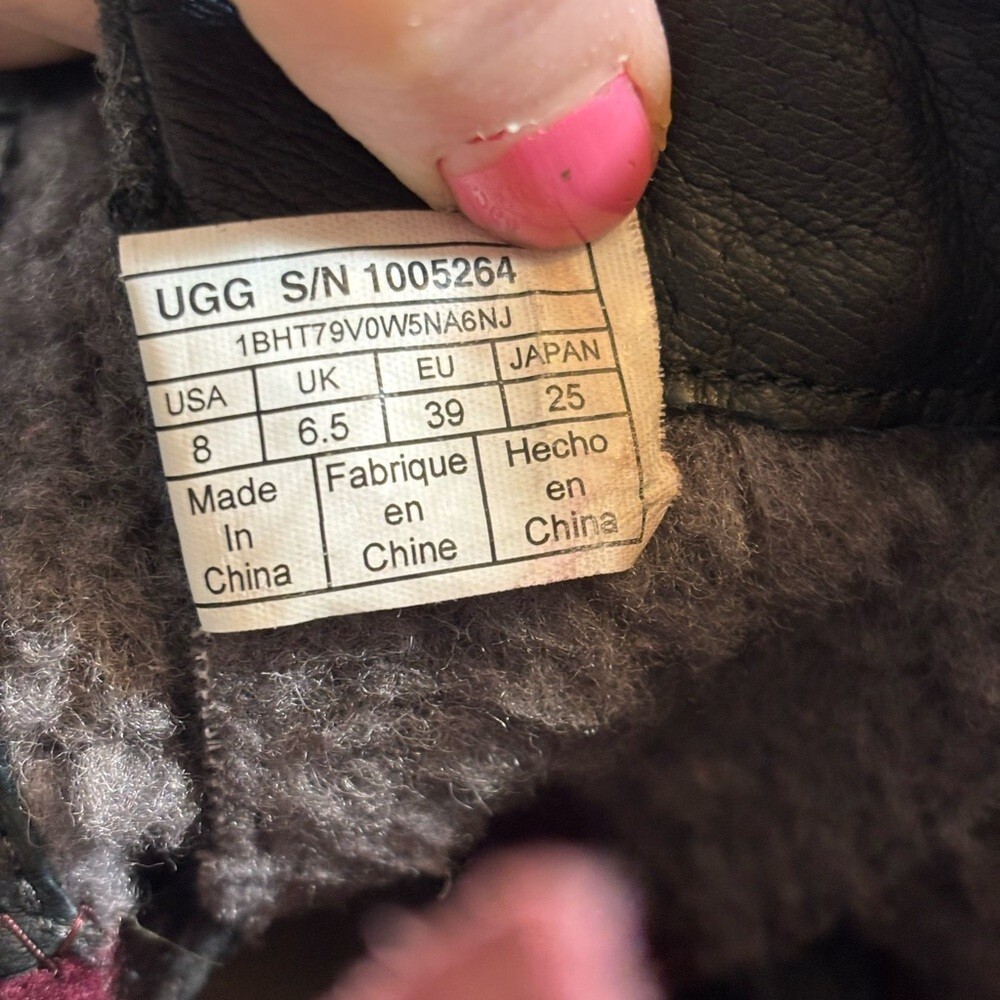 UGG S/N 1005264
1BHT79V0W5NA6NJ
USA UK EU JAPAN
8 6.5 39 25
Made
In
China
Fabrique
en
Chine
Hecho
en
China